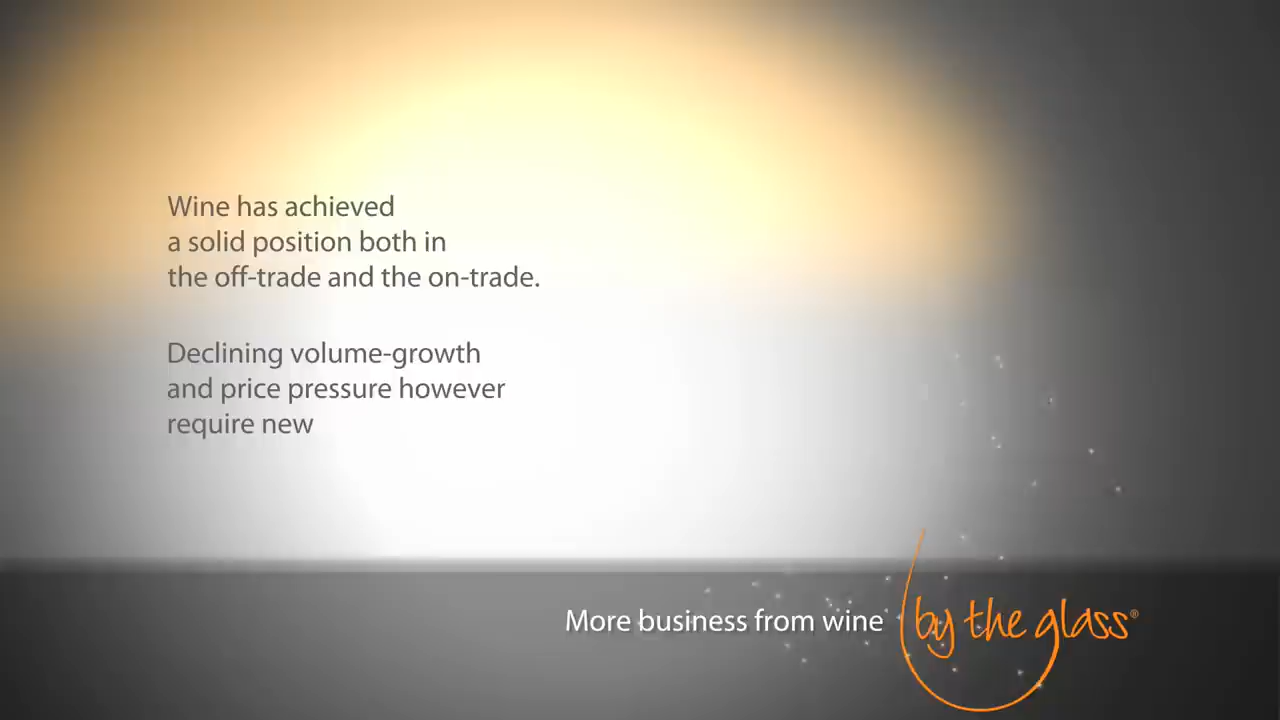 Wine has achieved
a solid position both in
the off-trade and the on-trade.
Declining volume-growth
and price pressure however
require new
More business from wine by the glass®